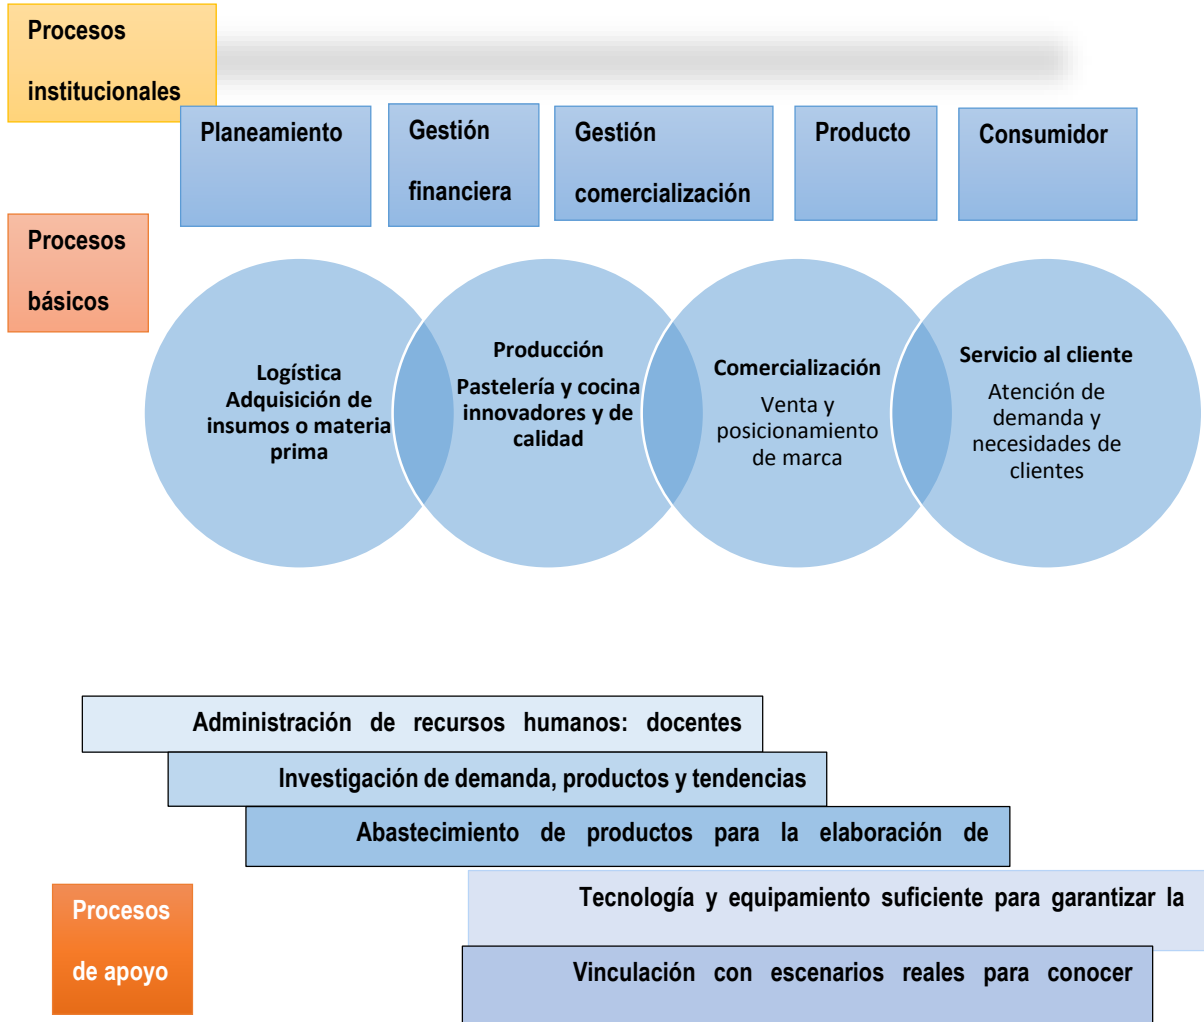 Procesos
institucionales
Planeamiento
Gestión
financiera
Gestión
comercialización
Producto
Consumidor
Procesos
básicos
Logística
Adquisición de
insumos o materia
prima
Producción
Pastelería y cocina
innovadores y de
calidad
Comercialización
Venta y
posicionamiento
de marca
Servicio al cliente
Atención de
demanda y
necesidades de
clientes
Administración de recursos humanos: docentes
Investigación de demanda, productos y tendencias
Abastecimiento de productos para la elaboración de
Tecnología y equipamiento suficiente para garantizar la
Vinculación con escenarios reales para conocer
Procesos
de apoyo